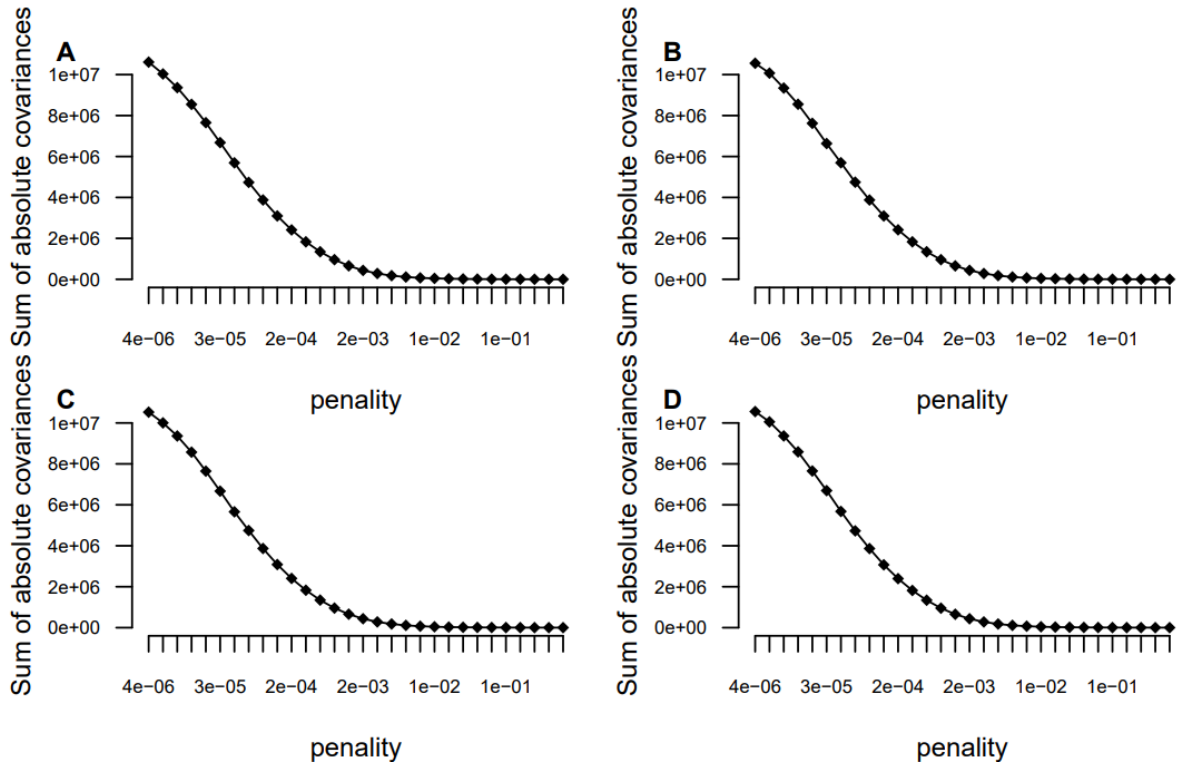 A
Sum of absolute covariances
1e+07
8e+06
6e+06
4e+06
2e+06
0e+00
4e−06 3e−05 2e−04 2e−03 1e−02 1e−01
penality
B
Sum of absolute covariances
1e+07
8e+06
6e+06
4e+06
2e+06
0e+00
4e−06 3e−05 2e−04 2e−03 1e−02 1e−01
penality
C
Sum of absolute covariances
1e+07
8e+06
6e+06
4e+06
2e+06
0e+00
4e−06 3e−05 2e−04 2e−03 1e−02 1e−01
penality
D
Sum of absolute covariances
1e+07
8e+06
6e+06
4e+06
2e+06
0e+00
4e−06 3e−05 2e−04 2e−03 1e−02 1e−01
penality